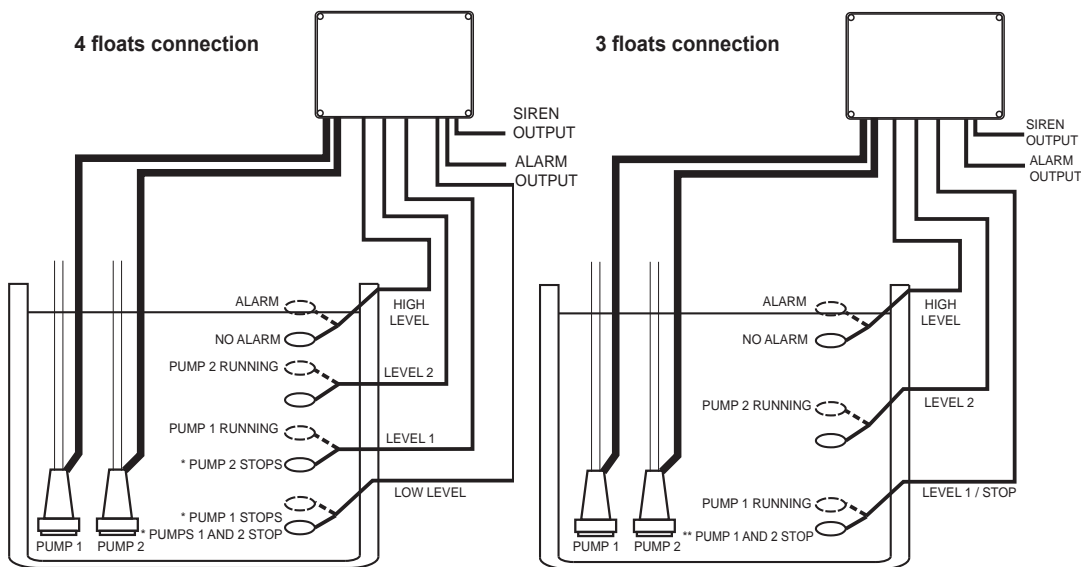 4 floats connection
SIREN
OUTPUT
ALARM
OUTPUT
ALARM
HIGH
LEVEL
NO ALARM
PUMP 2 RUNNING
LEVEL 2
PUMP 1 RUNNING
LEVEL 1
* PUMP 2 STOPS
LOW LEVEL
* PUMP 1 STOPS
* PUMPS 1 AND 2 STOP
PUMP 1
PUMP 2
3 floats connection
SIREN
OUTPUT
ALARM
OUTPUT
ALARM
HIGH
LEVEL
NO ALARM
LEVEL 2
PUMP 2 RUNNING
LEVEL 1 / STOP
PUMP 1 RUNNING
** PUMP 1 AND 2 STOP
PUMP 1
PUMP 2